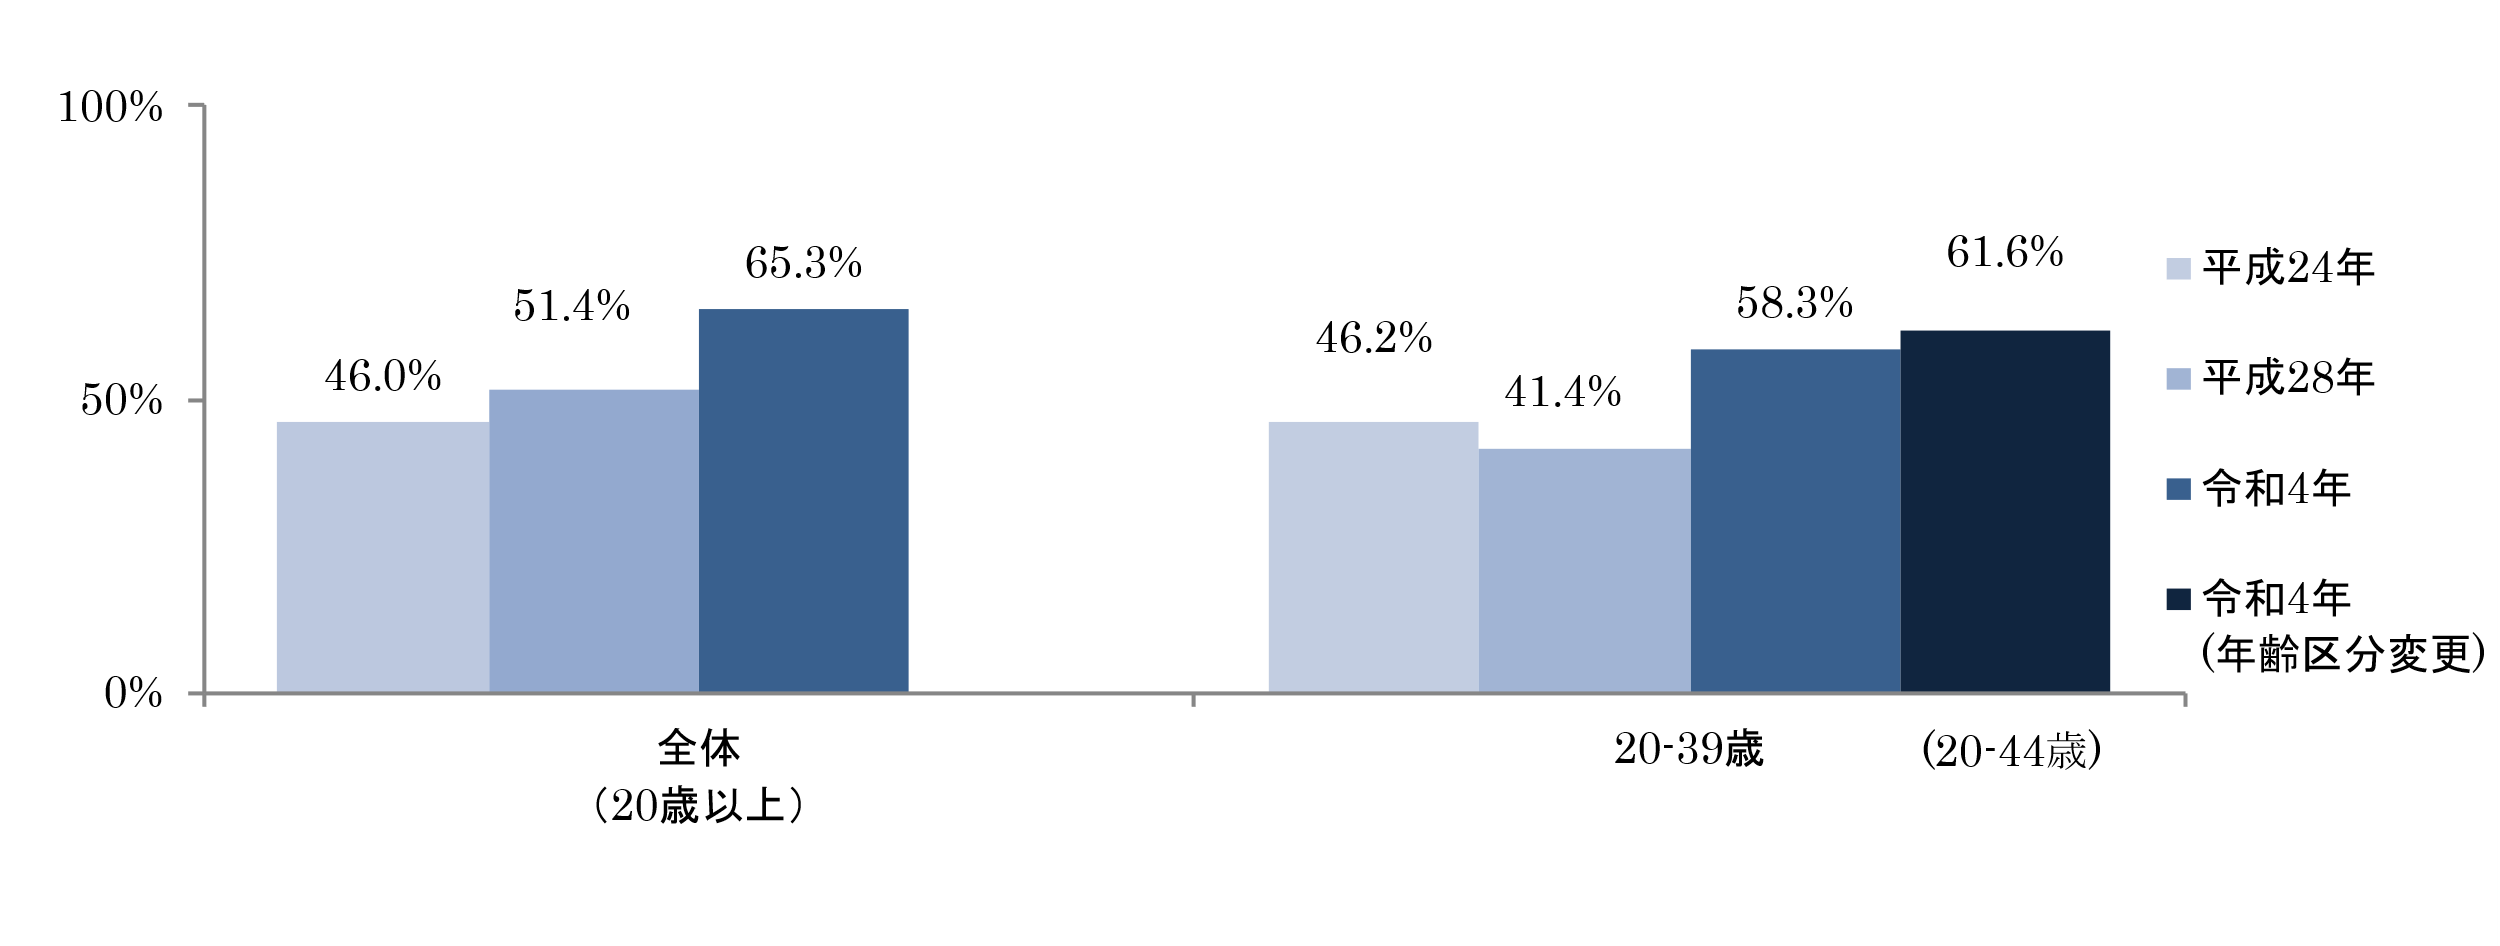 100%
50%
0%
46.0%
51.4%
65.3%
46.2%
41.4%
58.3%
61.6%
全体
（20歳以上）
20-39歳
(20-44歳)
平成24年
平成28年
令和4年
令和4年
(年齢区分変更)